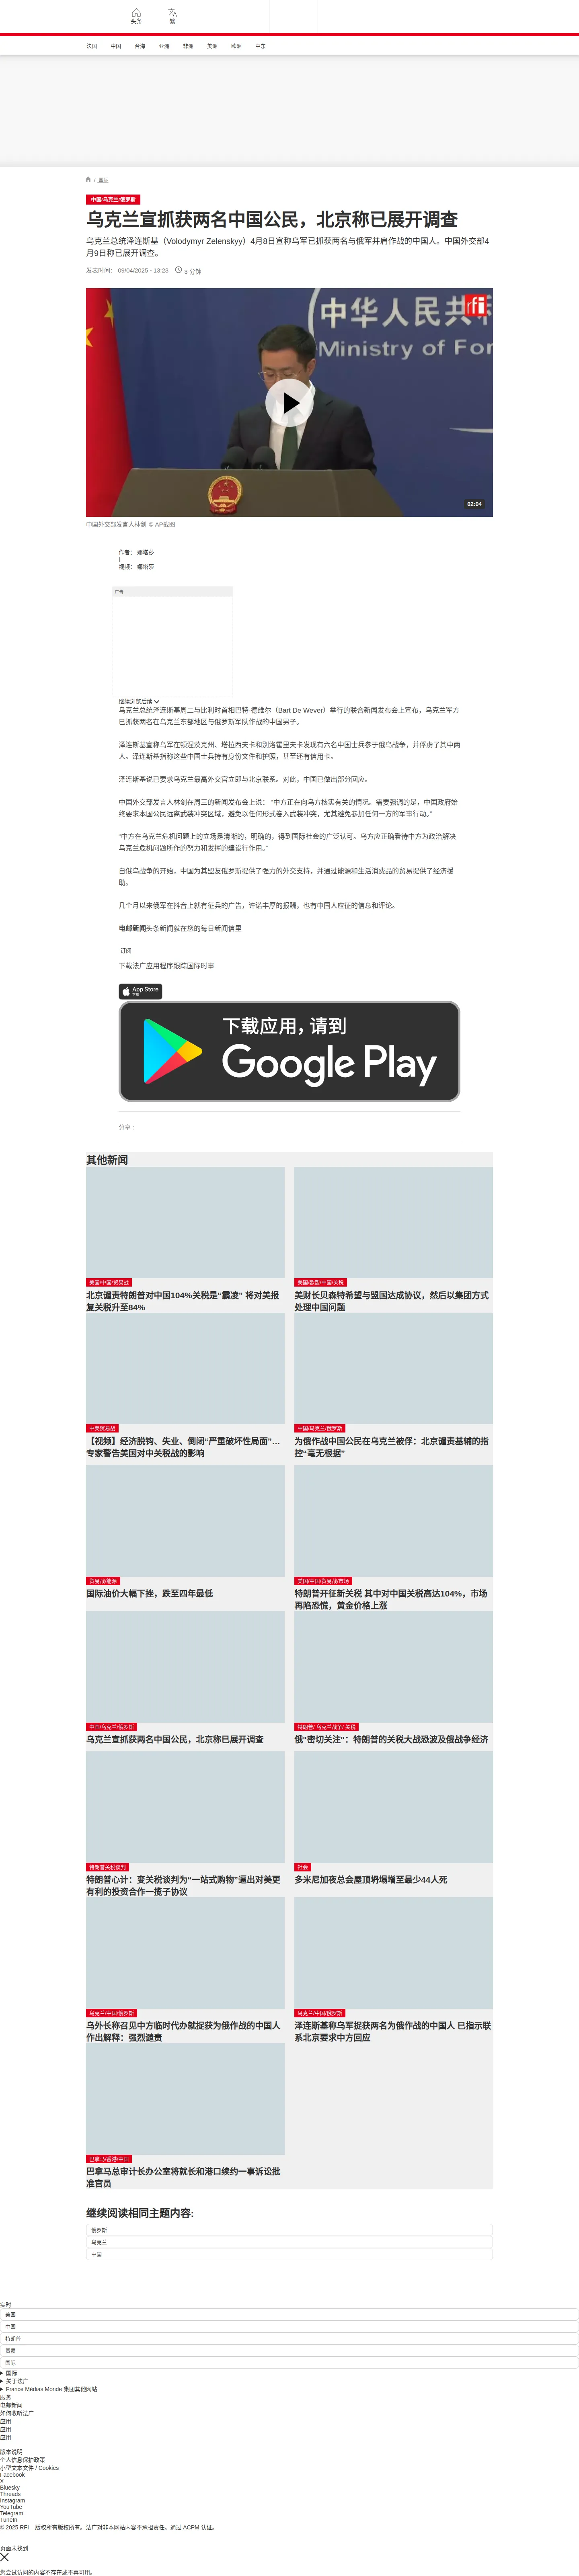 头条
繁
法国
中国
台海
亚洲
非洲
美洲
欧洲
中东
/ 国际
中国/乌克兰/俄罗斯
乌克兰宣抓获两名中国公民，北京称已展开调查
乌克兰总统泽连斯基（Volodymyr Zelenskyy）4月8日宣称乌军已抓获两名与俄军并肩作战的中国人。中国外交部4
月9日称已展开调查。
发表时间： 09/04/2025 - 13:23
3 分钟
rfi
中华人民共和
Ministry of Fore
02:04
中国外交部发言人林剑 © AP截图
作者： 娜塔莎
|
视频： 娜塔莎
广告
继续浏览后续
乌克兰总统泽连斯基周二与比利时首相巴特·德维尔（Bart De Wever）举行的联合新闻发布会上宣布，乌克兰军方
已抓获两名在乌克兰东部地区与俄罗斯军队作战的中国男子。
泽连斯基宣称乌军在顿涅茨克州、塔拉西夫卡和别洛霍里夫卡发现有六名中国士兵参于俄乌战争，并俘虏了其中两
人。泽连斯基指称这些中国士兵持有身份文件和护照，甚至还有信用卡。
泽连斯基说已要求乌克兰最高外交官立即与北京联系。对此，中国已做出部分回应。
中国外交部发言人林剑在周三的新闻发布会上说： “中方正在向乌方核实有关的情况。需要强调的是，中国政府始
终要求本国公民远离武装冲突区域，避免以任何形式卷入武装冲突，尤其避免参加任何一方的军事行动。”
“中方在乌克兰危机问题上的立场是清晰的，明确的，得到国际社会的广泛认可。乌方应正确看待中方为政治解决
乌克兰危机问题所作的努力和发挥的建设行作用。”
自俄乌战争的开始，中国为其盟友俄罗斯提供了强力的外交支持，并通过能源和生活消费品的贸易提供了经济援
助。
几个月以来俄军在抖音上就有征兵的广告，许诺丰厚的报酬，也有中国人应征的信息和评论。
电邮新闻头条新闻就在您的每日新闻信里
订阅
下载法广应用程序跟踪国际时事
App Store
下载
下载应用，请到
Google Play
分享 :
其他新闻
美国/中国/贸易战
北京谴责特朗普对中国104%关税是“霸凌” 将对美报
复关税升至84%
美国/欧盟/中国/关税
美财长贝森特希望与盟国达成协议，然后以集团方式
处理中国问题
中美贸易战
【视频】经济脱钩、失业、倒闭“严重破坏性局面”…
专家警告美国对中关税战的影响
中国/乌克兰/俄罗斯
为俄作战中国公民在乌克兰被俘：北京谴责基辅的指
控“毫无根据”
贸易战/能源
国际油价大幅下挫，跌至四年最低
美国/中国/贸易战/市场
特朗普开征新关税 其中对中国关税高达104%，市场
再陷恐慌，黄金价格上涨
中国/乌克兰/俄罗斯
乌克兰宣抓获两名中国公民，北京称已展开调查
特朗普/ 乌克兰战争/ 关税
俄"密切关注"：特朗普的关税大战恐波及俄战争经济
特朗普关税谈判
特朗普心计：变关税谈判为“一站式购物”逼出对美更
有利的投资合作一揽子协议
社会
多米尼加夜总会屋顶坍塌增至最少44人死
乌克兰/中国/俄罗斯
乌外长称召见中方临时代办就捉获为俄作战的中国人
作出解释：强烈谴责
乌克兰/中国/俄罗斯
泽连斯基称乌军捉获两名为俄作战的中国人 已指示联
系北京要求中方回应
巴拿马/香港/中国
巴拿马总审计长办公室将就长和港口续约一事诉讼批
准官员
继续阅读相同主题内容:
俄罗斯
乌克兰
中国
实时
美国
中国
特朗普
贸易
国际
国际
关于法广
France Médias Monde 集团其他网站
服务
电邮新闻
如何收听法广
应用
应用
应用
版本说明
个人信息保护政策
小型文本文件 / Cookies
Facebook
X
Bluesky
Threads
Instagram
YouTube
Telegram
TuneIn
© 2025 RFI – 版权所有版权所有。法广对非本网站内容不承担责任。通过 ACPM 认证。
页面未找到
您尝试访问的内容不存在或不再可用。